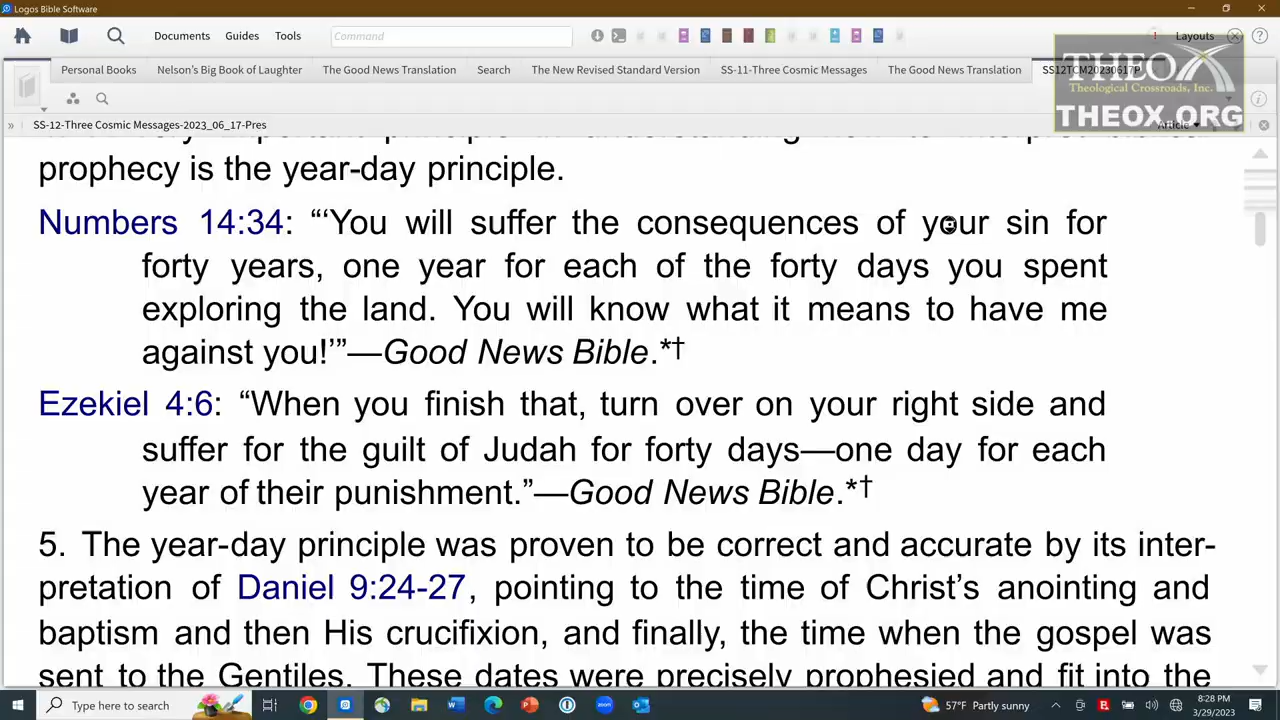 Logos Bible Software
Documents Guides Tools Command Layouts
Personal Books Nelson's Big Book of Laughter Search The New Revised Standard Version SS-11-Three Cosmic Messages The Good News Translation SS12TCM20230617P
THEOX
Theological Crossroads, Inc.
THEOX.ORG
SS-12-Three Cosmic Messages-2023_06_17-Pres Article
prophecy is the year-day principle.
Numbers 14:34: “‘You will suffer the consequences of your sin for
forty years, one year for each of the forty days you spent
exploring the land. You will know what it means to have me
against you!’”—Good News Bible.*†
Ezekiel 4:6: “When you finish that, turn over on your right side and
suffer for the guilt of Judah for forty days—one day for each
year of their punishment.”—Good News Bible.*†
5. The year-day principle was proven to be correct and accurate by its inter-
pretation of Daniel 9:24-27, pointing to the time of Christ’s anointing and
baptism and then His crucifixion, and finally, the time when the gospel was
sent to the Gentiles. These dates were precisely prophesied and fit into the
Type here to search
57°F Partly sunny
8:28 PM
3/29/2023